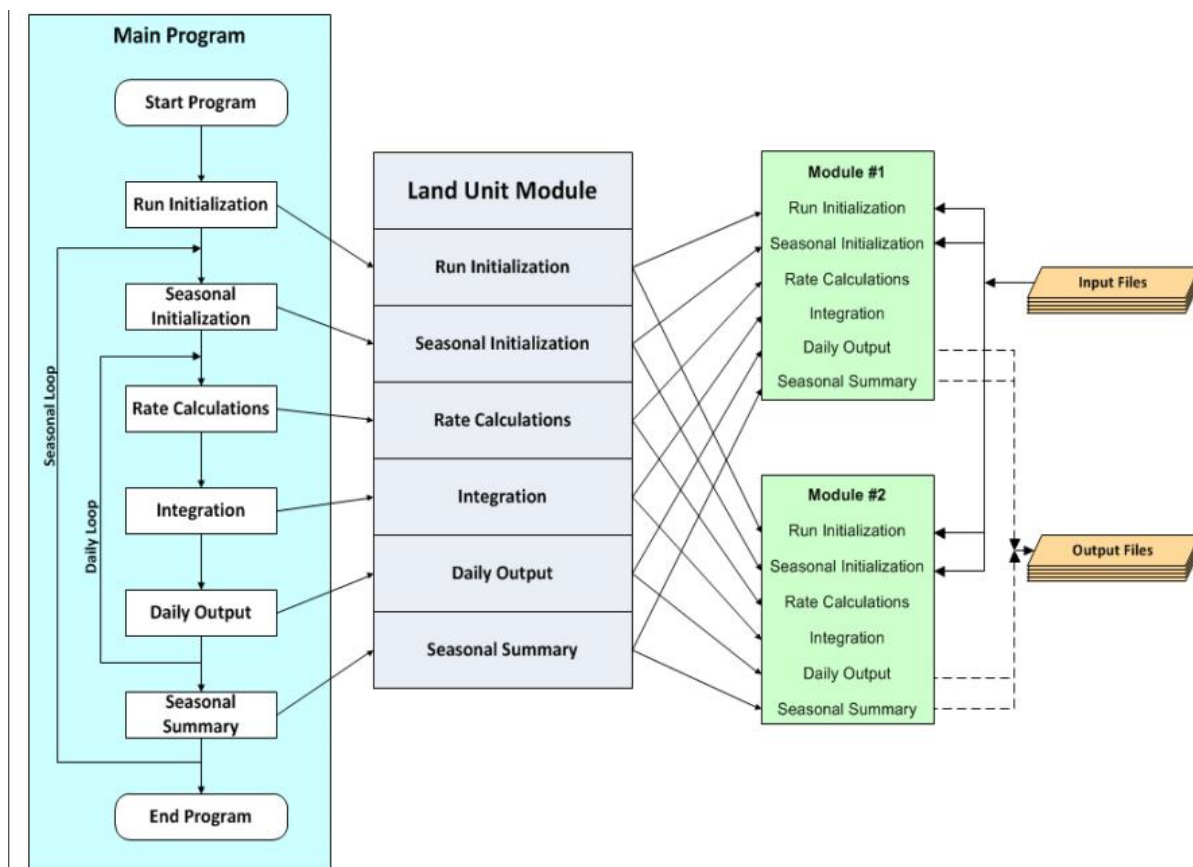 Main Program
Start Program
Run Initialization
Seasonal
Initialization
Rate Calculations
Integration
Daily Output
Seasonal
Summary
End Program
Seasonal Loop
Daily Loop
Land Unit Module
Run Initialization
Seasonal Initialization
Rate Calculations
Integration
Daily Output
Seasonal Summary
Module #1
Run Initialization
Seasonal Initialization
Rate Calculations
Integration
Daily Output
Seasonal Summary
Module #2
Run Initialization
Seasonal Initialization
Rate Calculations
Integration
Daily Output
Seasonal Summary
Input Files
Output Files